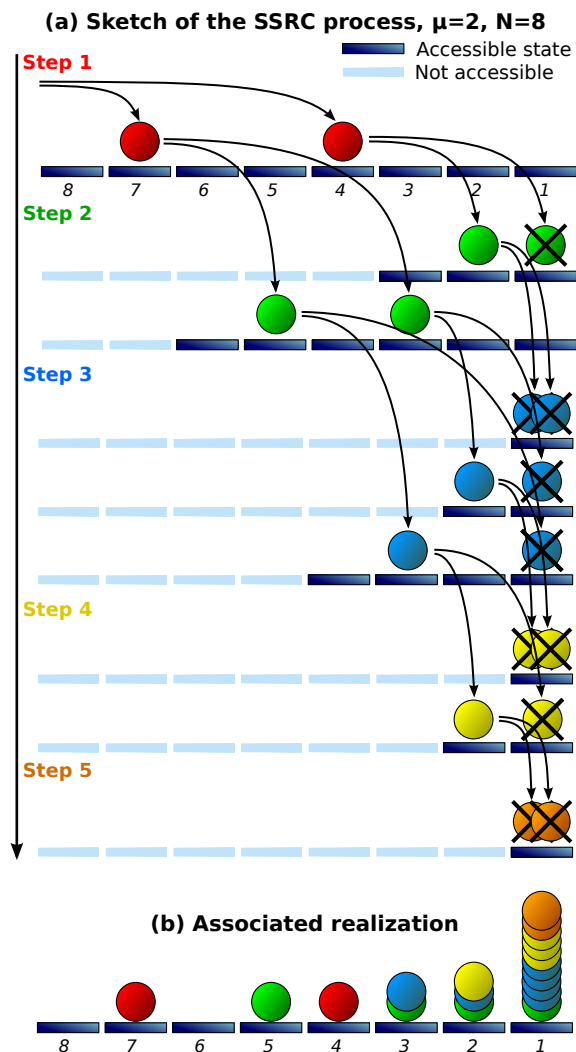 (a) Sketch of the SSRC process, μ=2, N=8
Step 1
Accessible state
Not accessible
8 7 6 5 4 3 2 1
Step 2
Step 3
Step 4
Step 5
(b) Associated realization
8 7 6 5 4 3 2 1